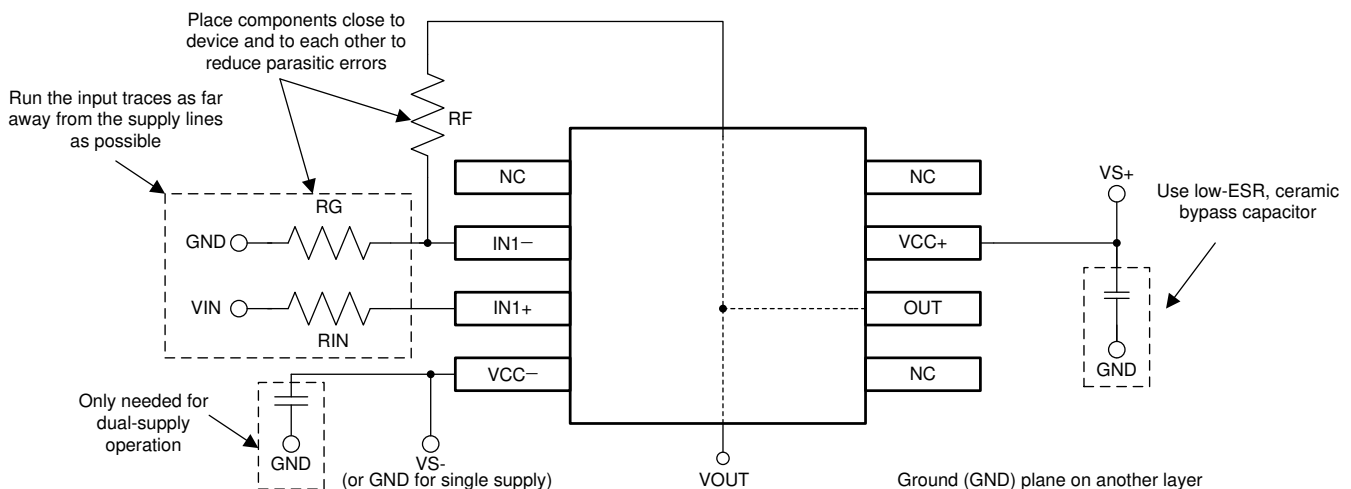 Place components close to
device and to each other to
reduce parasitic errors
Run the input traces as far
away from the supply lines
as possible
RF
NC
NC
VS+
Use low-ESR, ceramic
bypass capacitor
RG
GND
IN1−
VCC+
VIN
IN1+
OUT
RIN
VCC−
NC
GND
Only needed for
dual-supply
operation
GND
VS-
(or GND for single supply)
VOUT
Ground (GND) plane on another layer